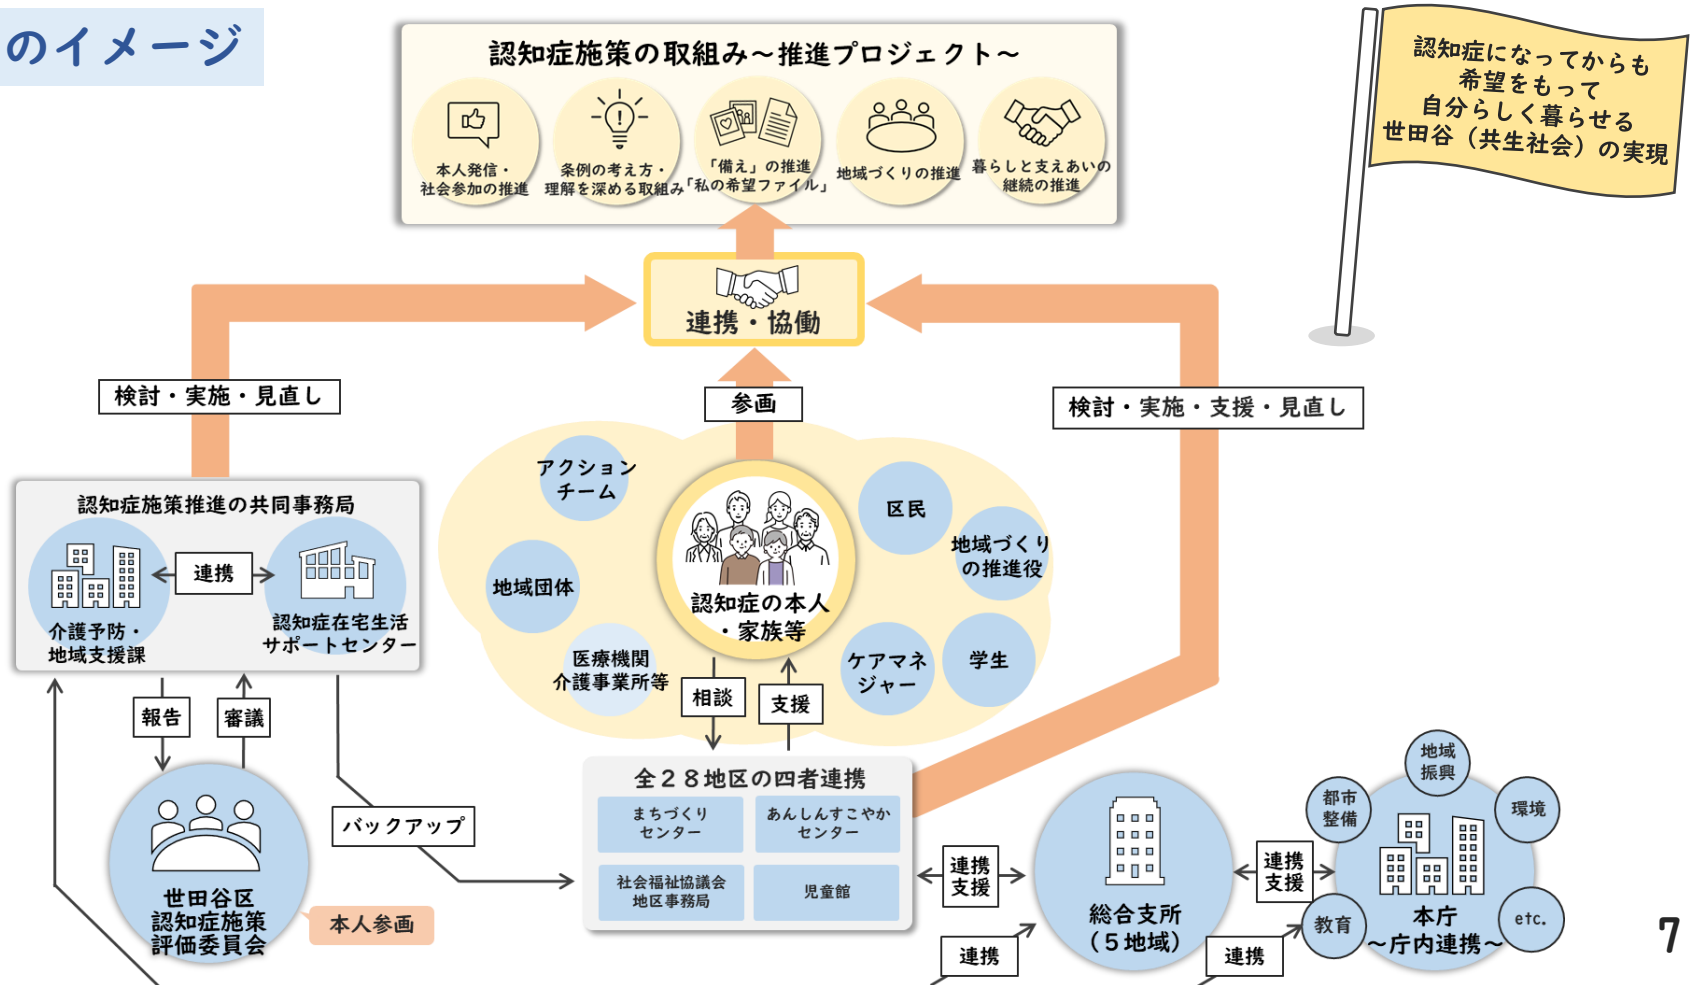 のイメージ
認知症施策の取組み～推進プロジェクト～
本人発信・
社会参加の推進
条例の考え方・
理解を深める取組み
「備え」の推進
「私の希望ファイル」
地域づくりの推進
暮らしと支えあいの
継続の推進
認知症になってからも
希望をもって
自分らしく暮らせる
世田谷（共生社会）の実現
連携・協働
検討・実施・見直し
参画
検討・実施・支援・見直し
認知症施策推進の共同事務局
介護予防・
地域支援課
連携
認知症在宅生活
サポートセンター
アクション
チーム
地域団体
医療機関
介護事業所等
認知症の本人
・家族等
区民
地域づくり
の推進役
ケアマネ
ジャー
学生
報告
審議
相談
支援
バックアップ
世田谷区
認知症施策
評価委員会
本人参画
全２８地区の四者連携
まちづくり
センター
あんしんすこやか
センター
社会福祉協議会
地区事務局
児童館
連携
支援
総合支所
（５地域）
連携
支援
本庁
～庁内連携～
都市
整備
地域
振興
環境
教育
etc.
連携
連携
7